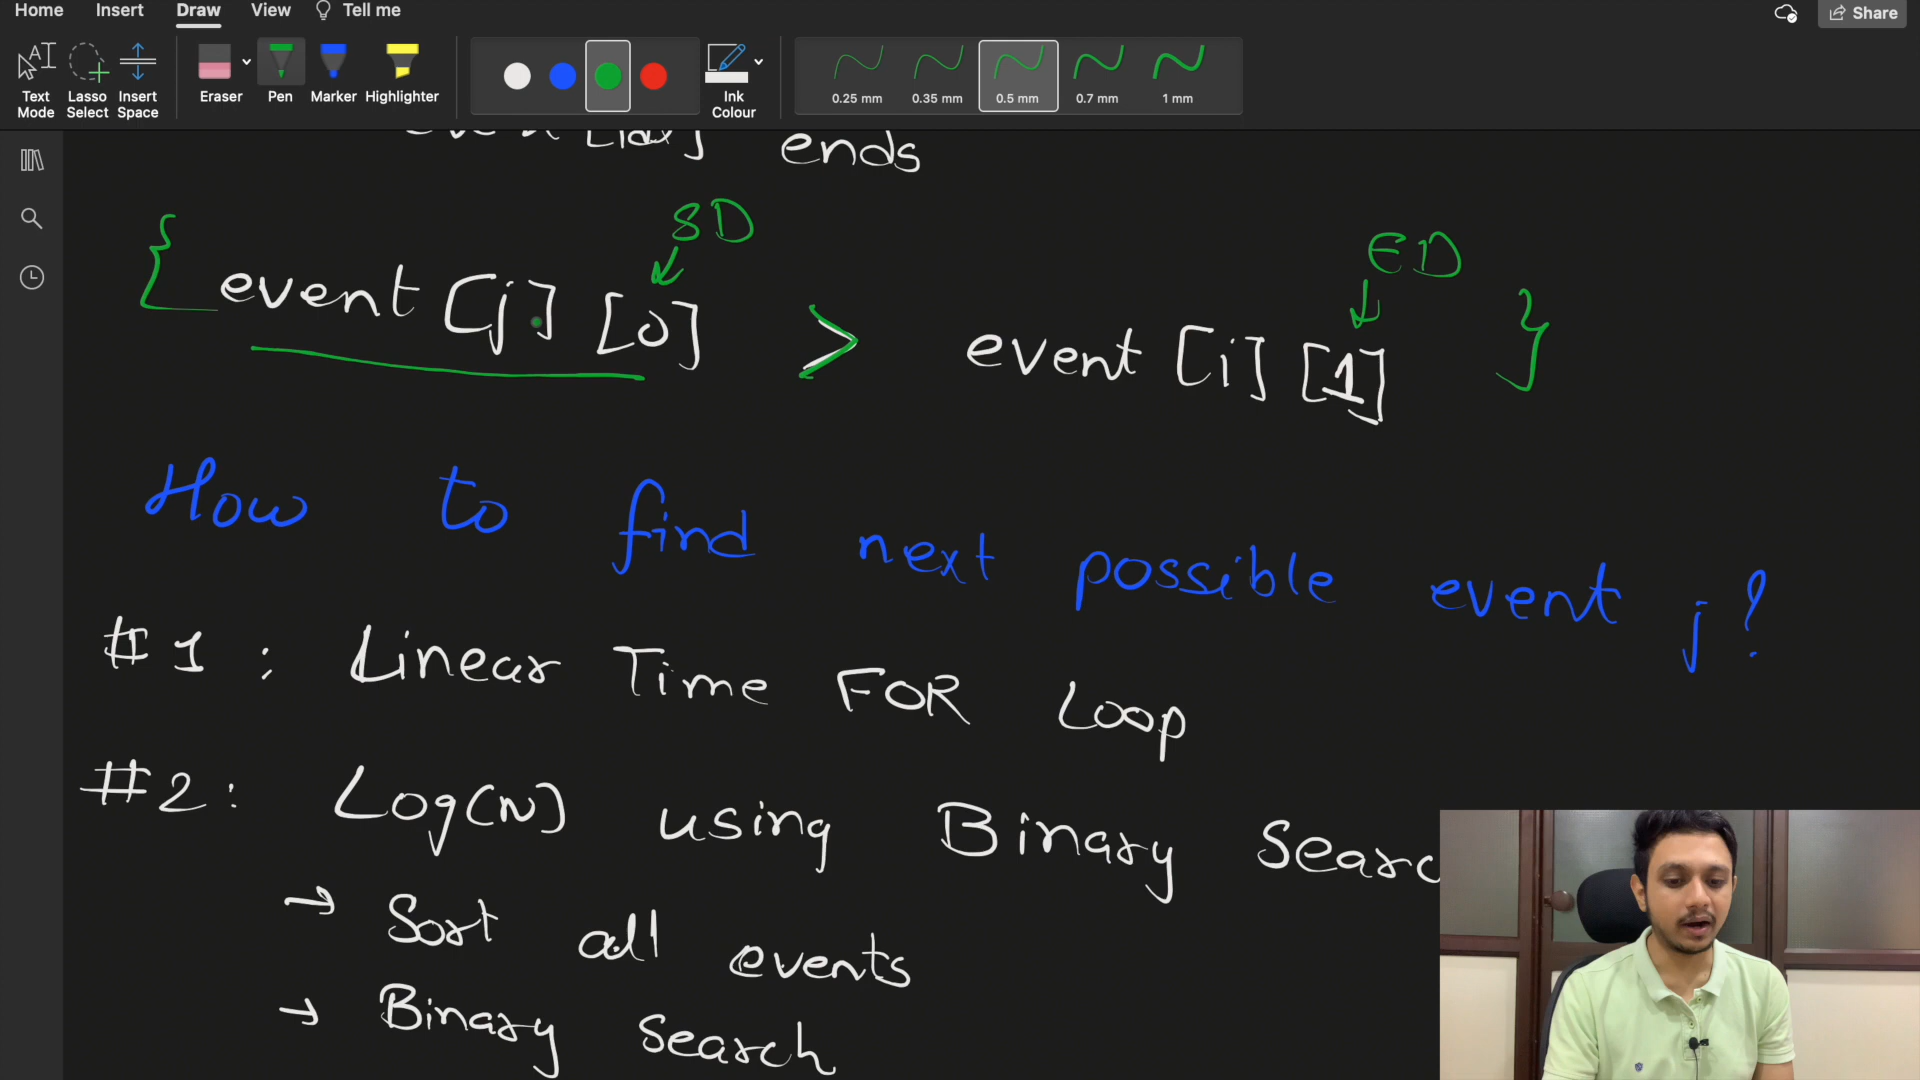 Home Insert Draw View Tell me Share
Text Mode Lasso Select Insert Space Eraser Pen Marker Highlighter Ink Colour 0.25 mm 0.35 mm 0.5 mm 0.7 mm 1 mm
ends
SD
ED
{ event [j] [0] > event [i] [1] }
How to find next possible event j?
#1 : Linear Time FOR Loop
#2 : Log(N) using Binary Searc
→ Sort all events
→ Binary Search